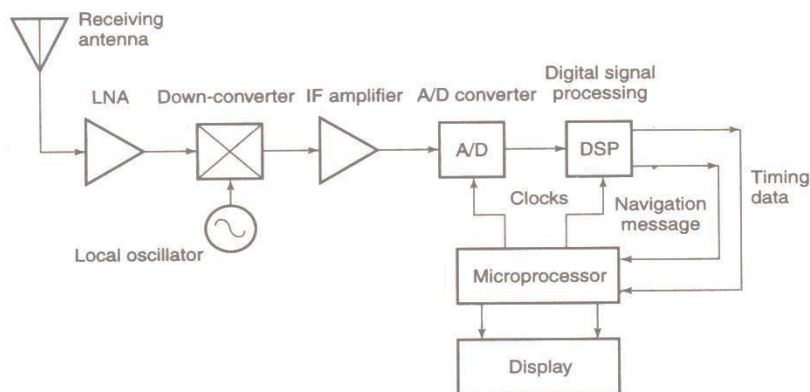 Receiving
antenna
LNA
Down-converter
IF amplifier
A/D converter
Digital signal
processing
A/D
DSP
Clocks
Navigation
message
Timing
data
Local oscillator
Microprocessor
Display